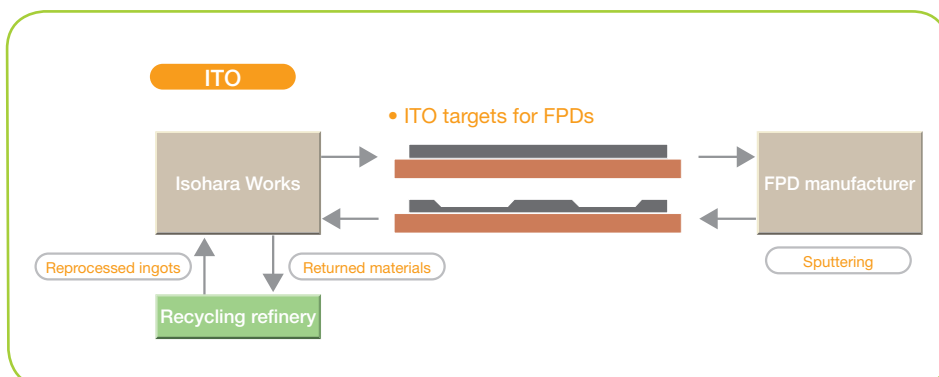 ITO
• ITO targets for FPDs
Isohara Works
FPD manufacturer
Reprocessed ingots
Returned materials
Sputtering
Recycling refinery